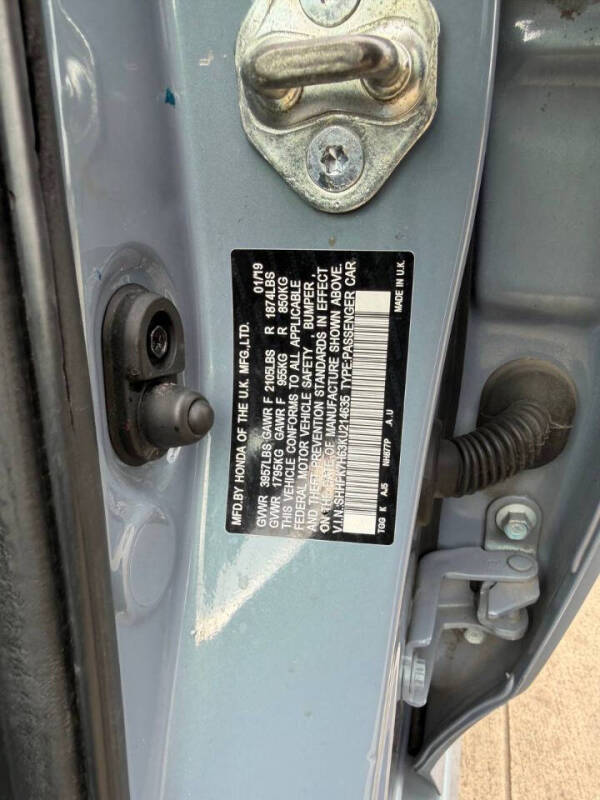 MFD.BY HONDA OF THE U.K. MFG.,LTD. 01/19
GVWR 3957LBS GAWR F 2105LBS R 1874LBS
GVWR 1795KG GAWR F 955KG R 850KG
THIS VEHICLE CONFORMS TO ALL APPLICABLE
FEDERAL MOTOR VEHICLE SAFETY , BUMPER ,
AND THEFT PREVENTION STANDARDS IN EFFECT
ON THE DATE OF MANUFACTURE SHOWN ABOVE.
V.I.N.:SHHFK7H63KU214635 TYPE:PASSENGER CAR
TGG K AJ5 NH877P .A.U MADE IN U.K.